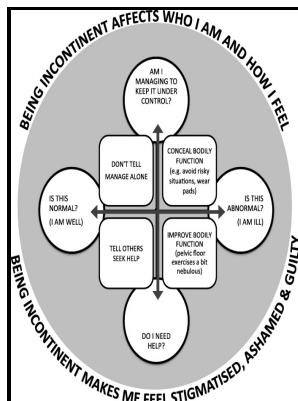 BEING INCONTINENT AFFECTS WHO I AM AND HOW I FEEL
AM I
MANAGING TO
KEEP IT UNDER
CONTROL?
DON'T TELL
MANAGE ALONE
CONCEAL BODILY
FUNCTION
(e.g. avoid risky
situations, wear
pads)
IS THIS
NORMAL?
(I AM WELL)
IS THIS
ABNORMAL?
(I AM ILL)
TELL OTHERS
SEEK HELP
IMPROVE BODILY
FUNCTION
(pelvic floor
exercises a bit
nebulous)
DO I NEED
HELP?
BEING INCONTINENT MAKES ME FEEL STIGMATISED, ASHAMED & GUILTY